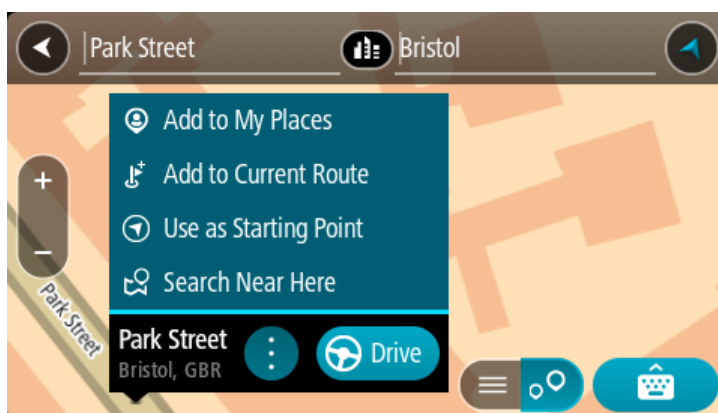 Park Street Bristol
Add to My Places
Add to Current Route
Use as Starting Point
Search Near Here
Park Street
Park Street
Bristol, GBR
Drive